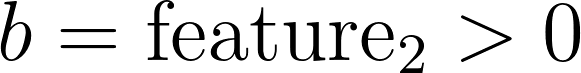 b = feature₂ > 0